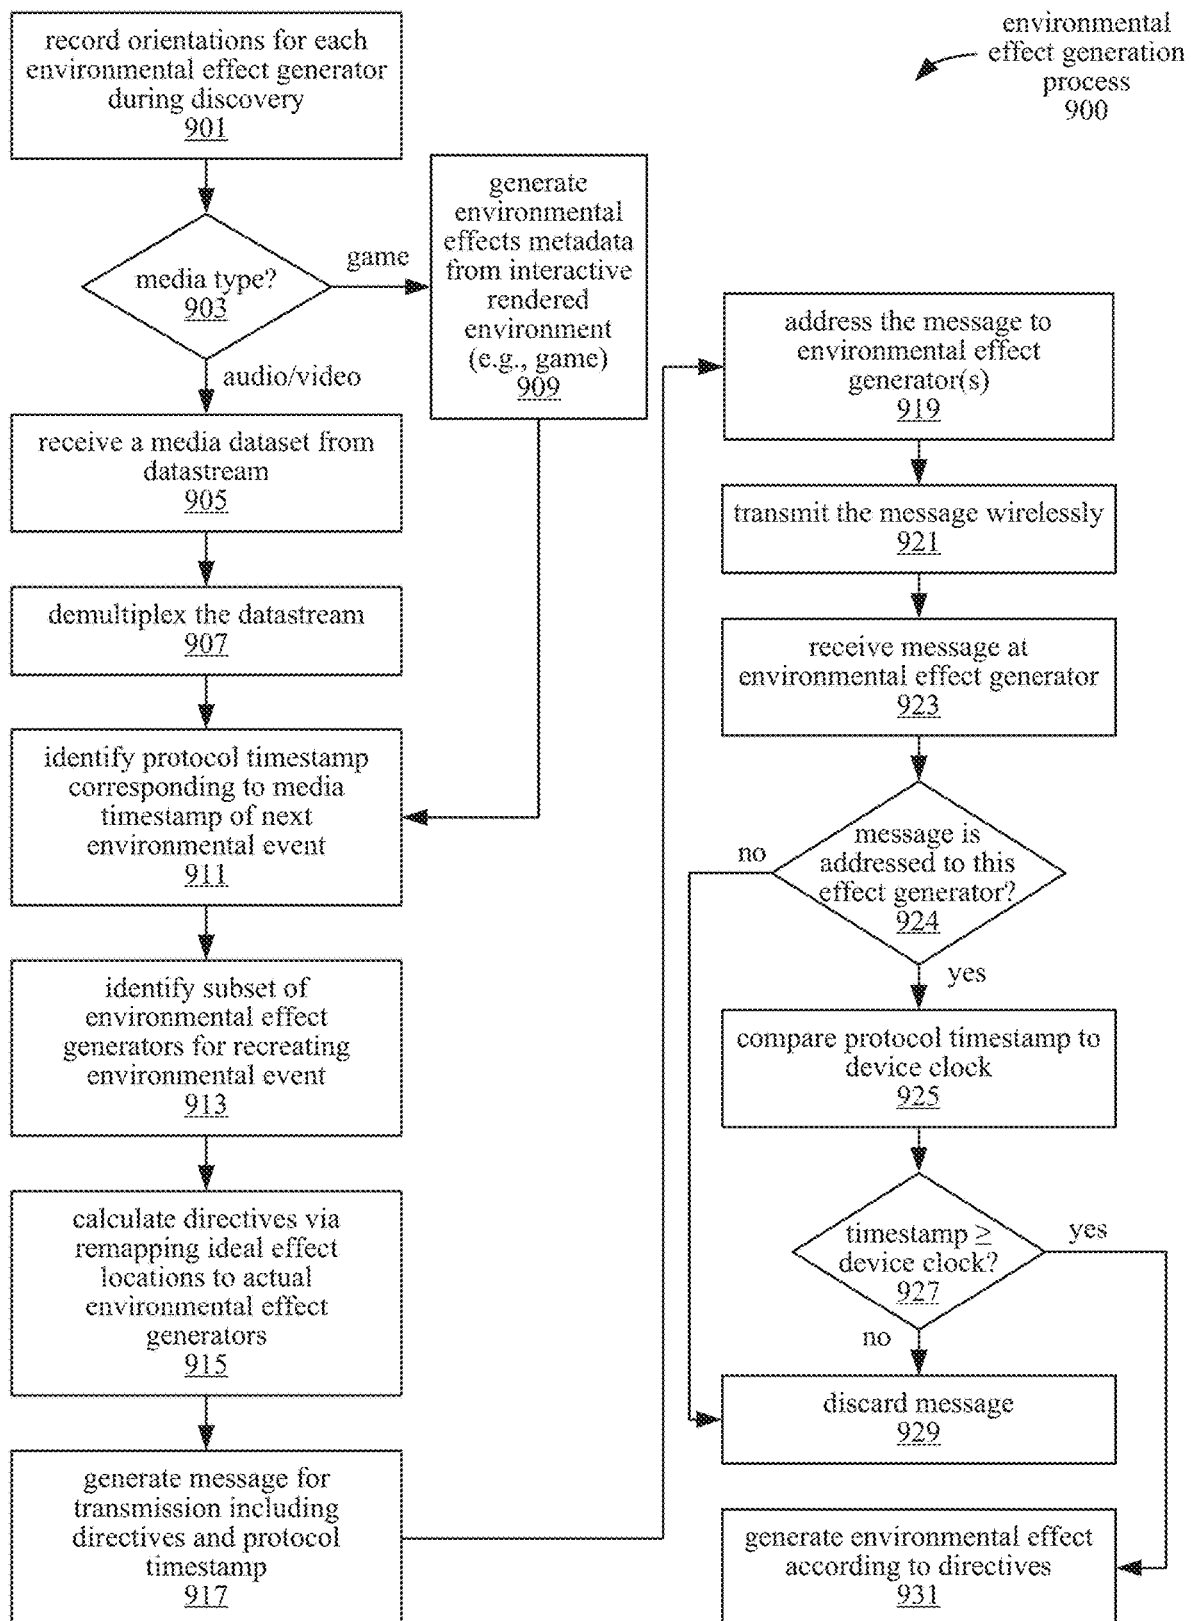 environmental
effect generation
process
900
record orientations for each
environmental effect generator
during discovery
901
media type?
903
game
audio/video
receive a media dataset from
datastream
905
demultiplex the datastream
907
generate
environmental
effects metadata
from interactive
rendered
environment
(e.g., game)
909
identify protocol timestamp
corresponding to media
timestamp of next
environmental event
911
identify subset of
environmental effect
generators for recreating
environmental event
913
calculate directives via
remapping ideal effect
locations to actual
environmental effect
generators
915
generate message for
transmission including
directives and protocol
timestamp
917
address the message to
environmental effect
generator(s)
919
transmit the message wirelessly
921
receive message at
environmental effect generator
923
message is
addressed to this
effect generator?
924
no
yes
compare protocol timestamp to
device clock
925
timestamp ≥
device clock?
927
yes
no
discard message
929
generate environmental effect
according to directives
931